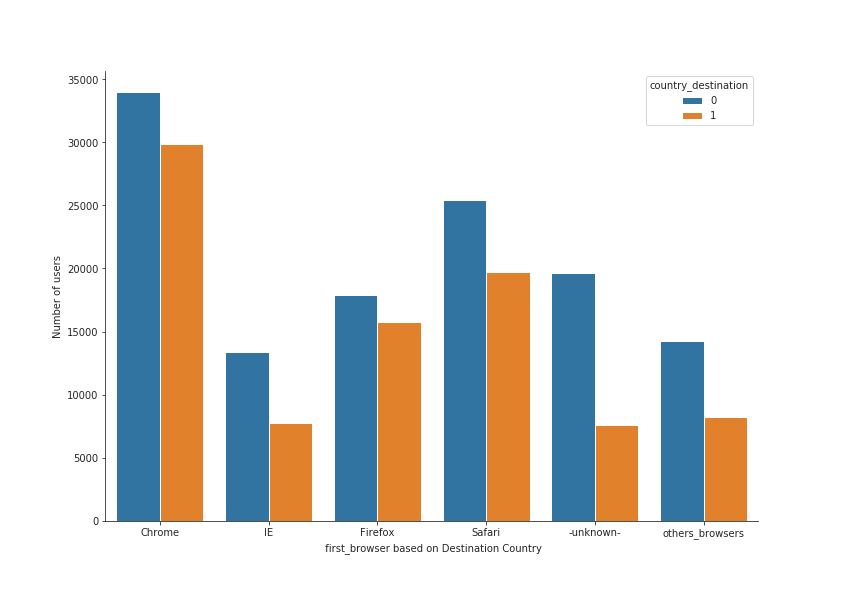 country_destination
0
1
35000
30000
25000
20000
15000
10000
5000
0
Number of users
Chrome IE Firefox Safari -unknown- others_browsers
first_browser based on Destination Country